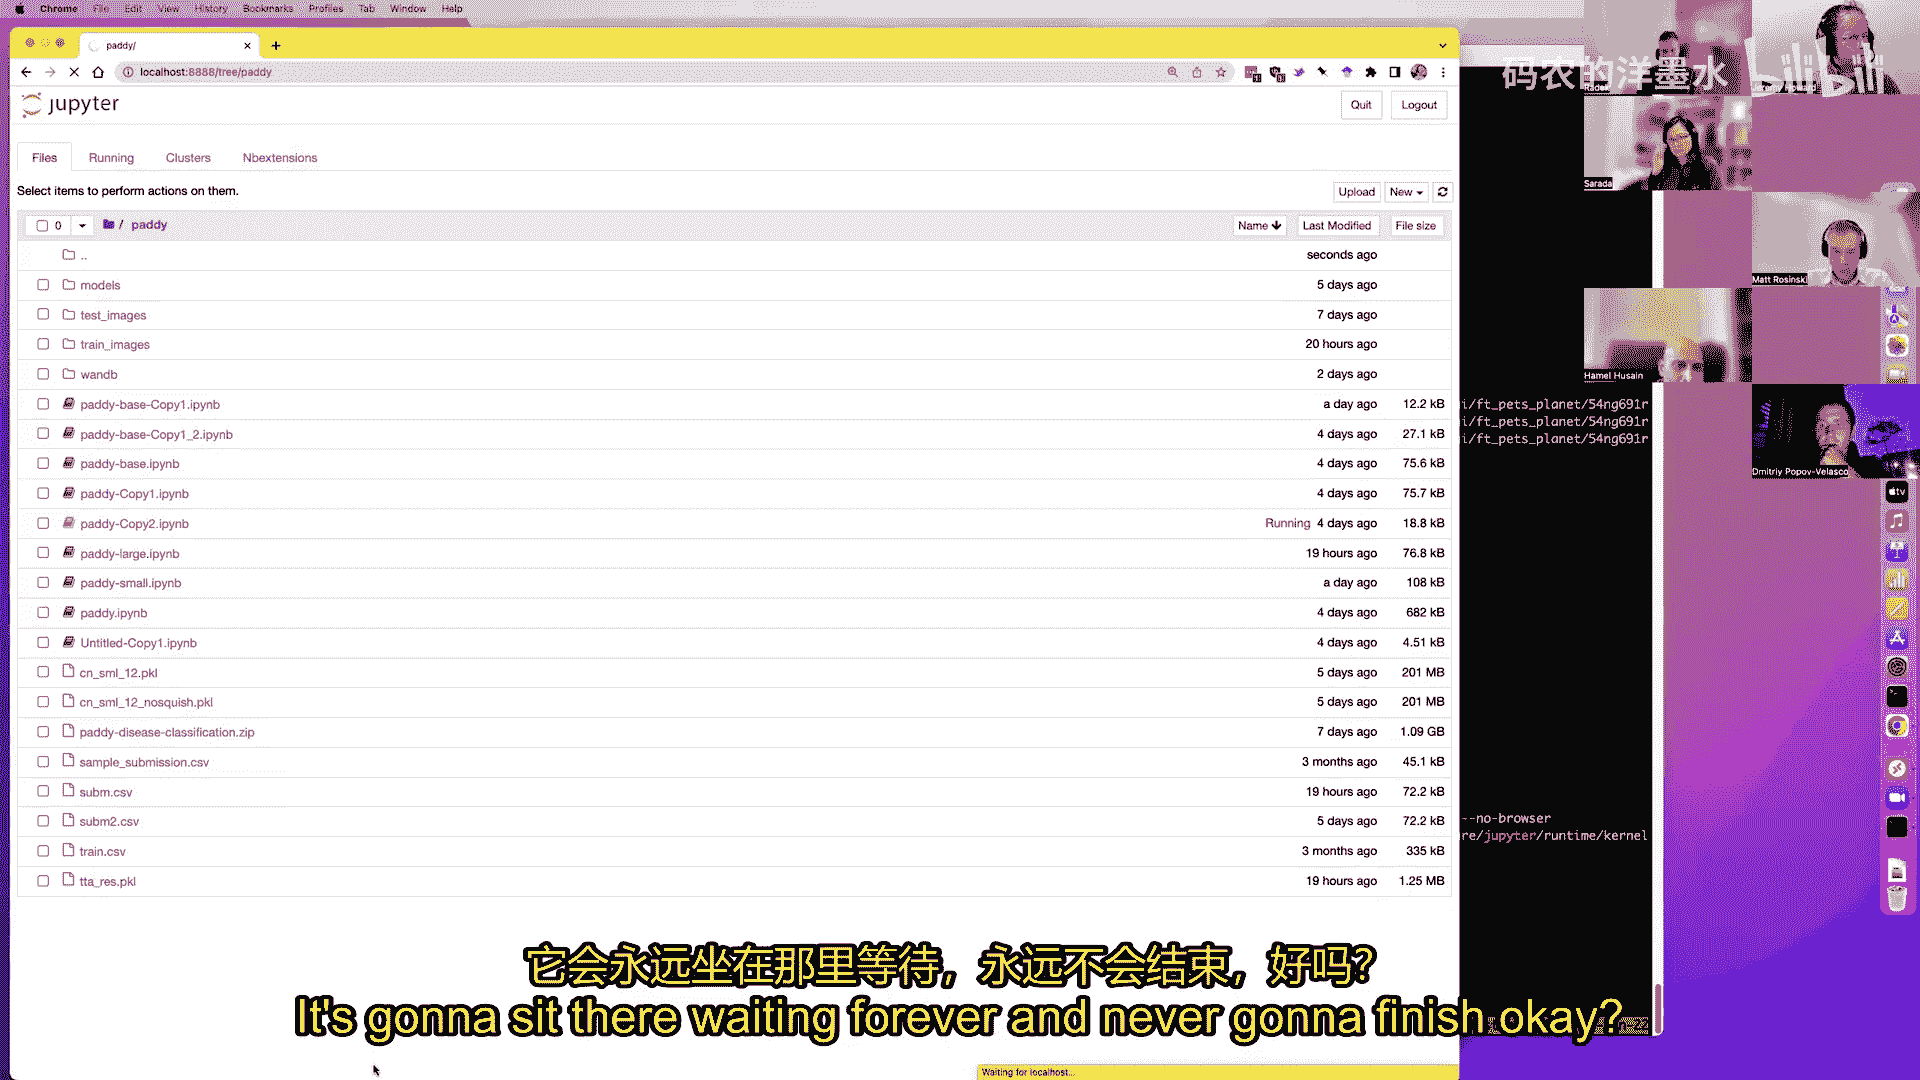 Chrome File Edit View History Bookmarks Profiles Tab Window Help
paddy/
localhost:8888/tree/paddy
jupyter
Quit Logout
Files Running Clusters Nbextensions
Select items to perform actions on them.
Upload New
0 / paddy Name Last Modified File size
.. seconds ago
models 5 days ago
test_images 7 days ago
train_images 20 hours ago
wandb 2 days ago
paddy-base-Copy1.ipynb a day ago 12.2 kB
paddy-base-Copy1_2.ipynb 4 days ago 27.1 kB
paddy-base.ipynb 4 days ago 75.6 kB
paddy-Copy1.ipynb 4 days ago 75.7 kB
paddy-Copy2.ipynb Running 4 days ago 18.8 kB
paddy-large.ipynb 19 hours ago 76.8 kB
paddy-small.ipynb a day ago 108 kB
paddy.ipynb 4 days ago 682 kB
Untitled-Copy1.ipynb 4 days ago 4.51 kB
cn_sml_12.pkl 5 days ago 201 MB
cn_sml_12_nosquish.pkl 5 days ago 201 MB
paddy-disease-classification.zip 7 days ago 1.09 GB
sample_submission.csv 3 months ago 45.1 kB
subm.csv 19 hours ago 72.2 kB
subm2.csv 5 days ago 72.2 kB
train.csv 3 months ago 335 kB
tta_res.pkl 19 hours ago 1.25 MB
Waiting for localhost...
i/ft_pets_planet/54ng691r
i/ft_pets_planet/54ng691r
i/ft_pets_planet/54ng691r
--no-browser
re/jupyter/runtime/kernel
码农的洋墨水 bilibili
Radek
Jeremy Howard
Sarada
Matt Rosinski
Hamel Husain
Dmitriy Popov-Velasco
tv
它会永远坐在那里等待，永远不会结束，好吗？
It's gonna sit there waiting forever and never gonna finish okay?